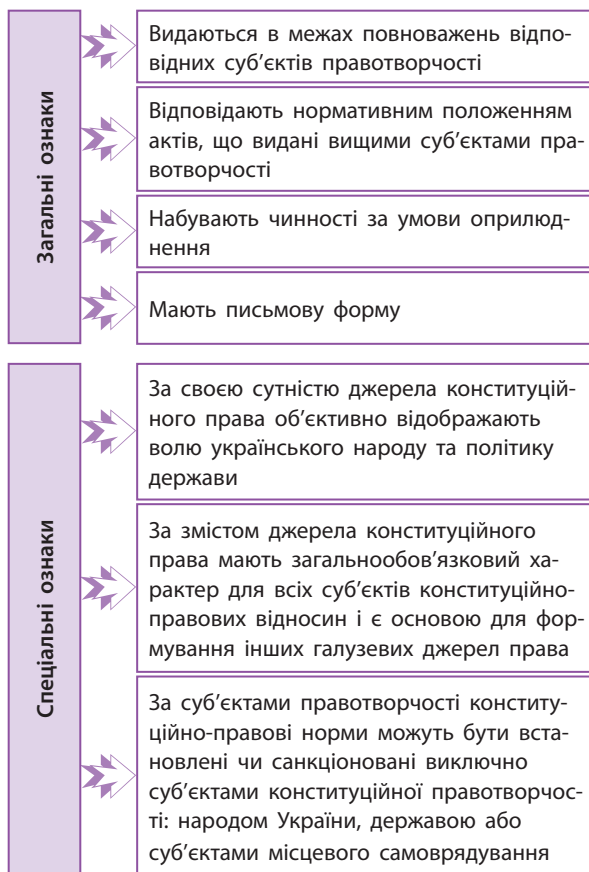 Загальні ознаки
Видаються в межах повноважень відпо-
відних суб’єктів правотворчості
Відповідають нормативним положенням
актів, що видані вищими суб’єктами пра-
вотворчості
Набувають чинності за умови оприлюд-
нення
Мають письмову форму
Спеціальні ознаки
За своєю сутністю джерела конституцій-
ного права об’єктивно відображають
волю українського народу та політику
держави
За змістом джерела конституційного
права мають загальнообов’язковий ха-
рактер для всіх суб’єктів конституційно-
правових відносин і є основою для фор-
мування інших галузевих джерел права
За суб’єктами правотворчості конститу-
ційно-правові норми можуть бути вста-
новлені чи санкціоновані виключно
суб’єктами конституційної правотворчос-
ті: народом України, державою або
суб’єктами місцевого самоврядування